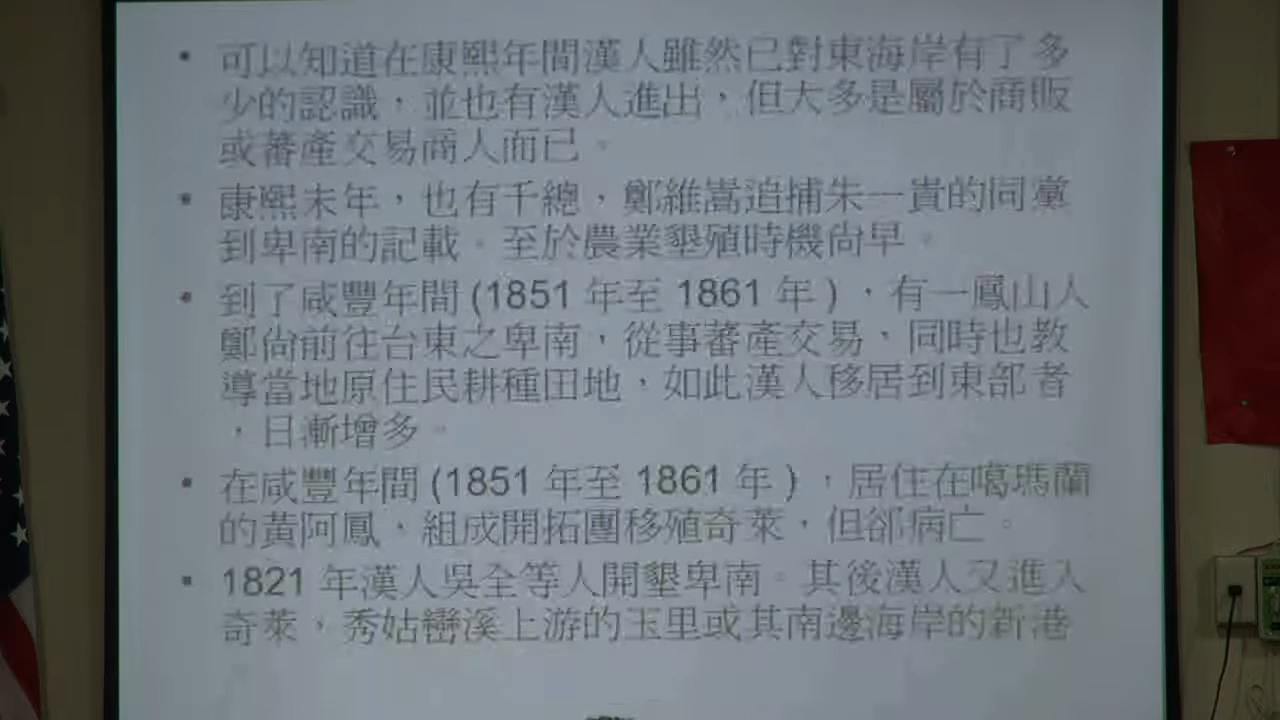 • 可以知道在康熙年間漢人雖然已對東海岸有了多
少的認識，並也有漢人進出，但大多是屬於商販
或蕃產交易商人而已。
• 康熙末年，也有千總，鄭維嵩追捕朱一貴的同黨
到卑南的記載。至於農業墾殖時機尚早。
• 到了咸豐年間(1851 年至 1861 年)，有一鳳山人
鄭尚前往台東之卑南，從事蕃產交易，同時也教
導當地原住民耕種田地，如此漢人移居到東部者
，日漸增多。
• 在咸豐年間(1851 年至 1861 年)，居住在噶瑪蘭
的黃阿鳳，組成開拓團移殖奇萊，但卻病亡。
• 1821 年漢人吳全等人開墾卑南。其後漢人又進入
奇萊，秀姑巒溪上游的玉里或其南邊海岸的新港